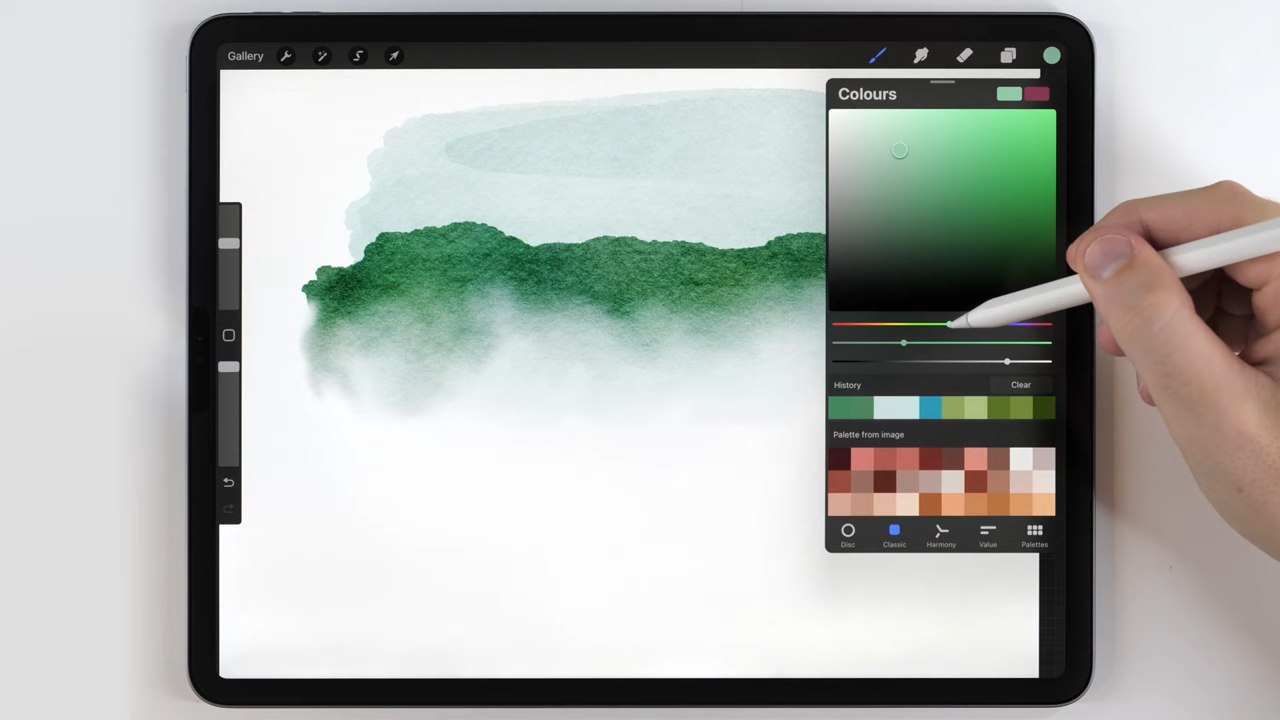 Gallery
Colours
History
Clear
Palette from image
Disc
Classic
Harmony
Value
Palettes